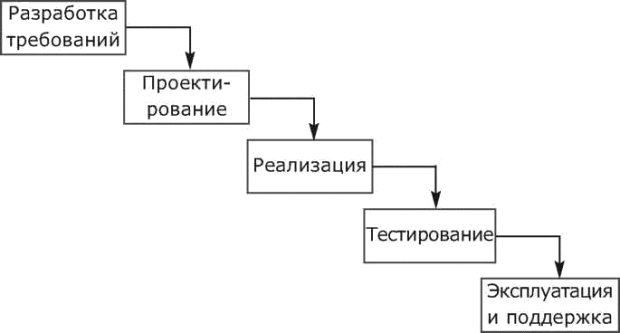 Разработка
требований
Проекти-
рование
Реализация
Тестирование
Эксплуатация
и поддержка